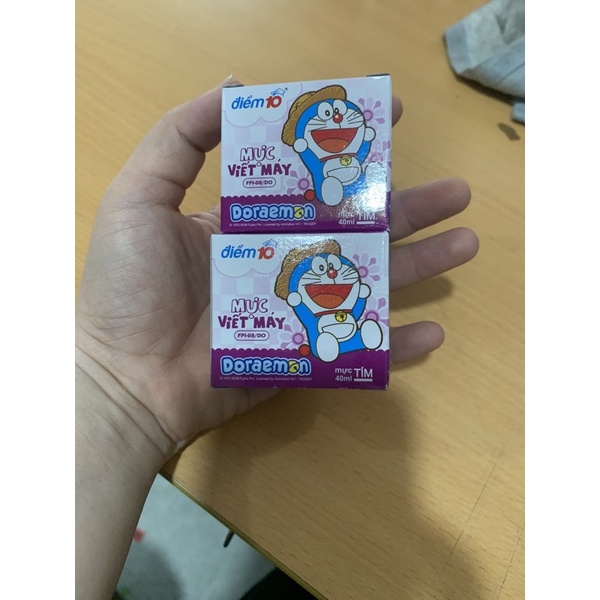 điểm 10
MỰC
VIẾT MÁY
FPI-08/DO
Doraemon
mực TÍM
40ml
điểm 10
MỰC
VIẾT MÁY
FPI-08/DO
Doraemon
mực TÍM
40ml